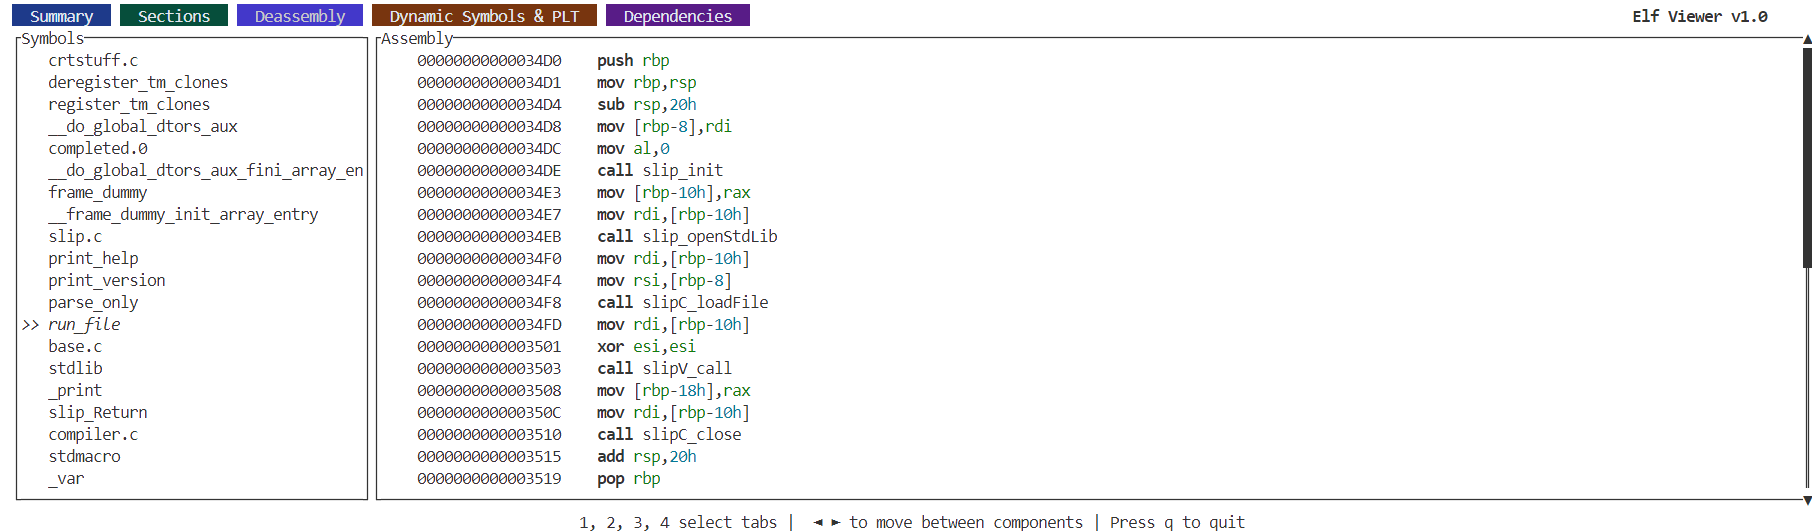 Summary Sections Deassembly Dynamic Symbols & PLT Dependencies Elf Viewer v1.0
Symbols
crtstuff.c
deregister_tm_clones
register_tm_clones
__do_global_dtors_aux
completed.0
__do_global_dtors_aux_fini_array_en
frame_dummy
__frame_dummy_init_array_entry
slip.c
print_help
print_version
parse_only
>> run_file
base.c
stdlib
_print
slip_Return
compiler.c
stdmacro
_var
Assembly
00000000000034D0 push rbp
00000000000034D1 mov rbp,rsp
00000000000034D4 sub rsp,20h
00000000000034D8 mov [rbp-8],rdi
00000000000034DC mov al,0
00000000000034DE call slip_init
00000000000034E3 mov [rbp-10h],rax
00000000000034E7 mov rdi,[rbp-10h]
00000000000034EB call slip_openStdLib
00000000000034F0 mov rdi,[rbp-10h]
00000000000034F4 mov rsi,[rbp-8]
00000000000034F8 call slipC_loadFile
00000000000034FD mov rdi,[rbp-10h]
0000000000003501 xor esi,esi
0000000000003503 call slipV_call
0000000000003508 mov [rbp-18h],rax
000000000000350C mov rdi,[rbp-10h]
0000000000003510 call slipC_close
0000000000003515 add rsp,20h
0000000000003519 pop rbp
1, 2, 3, 4 select tabs | ◄ ► to move between components | Press q to quit